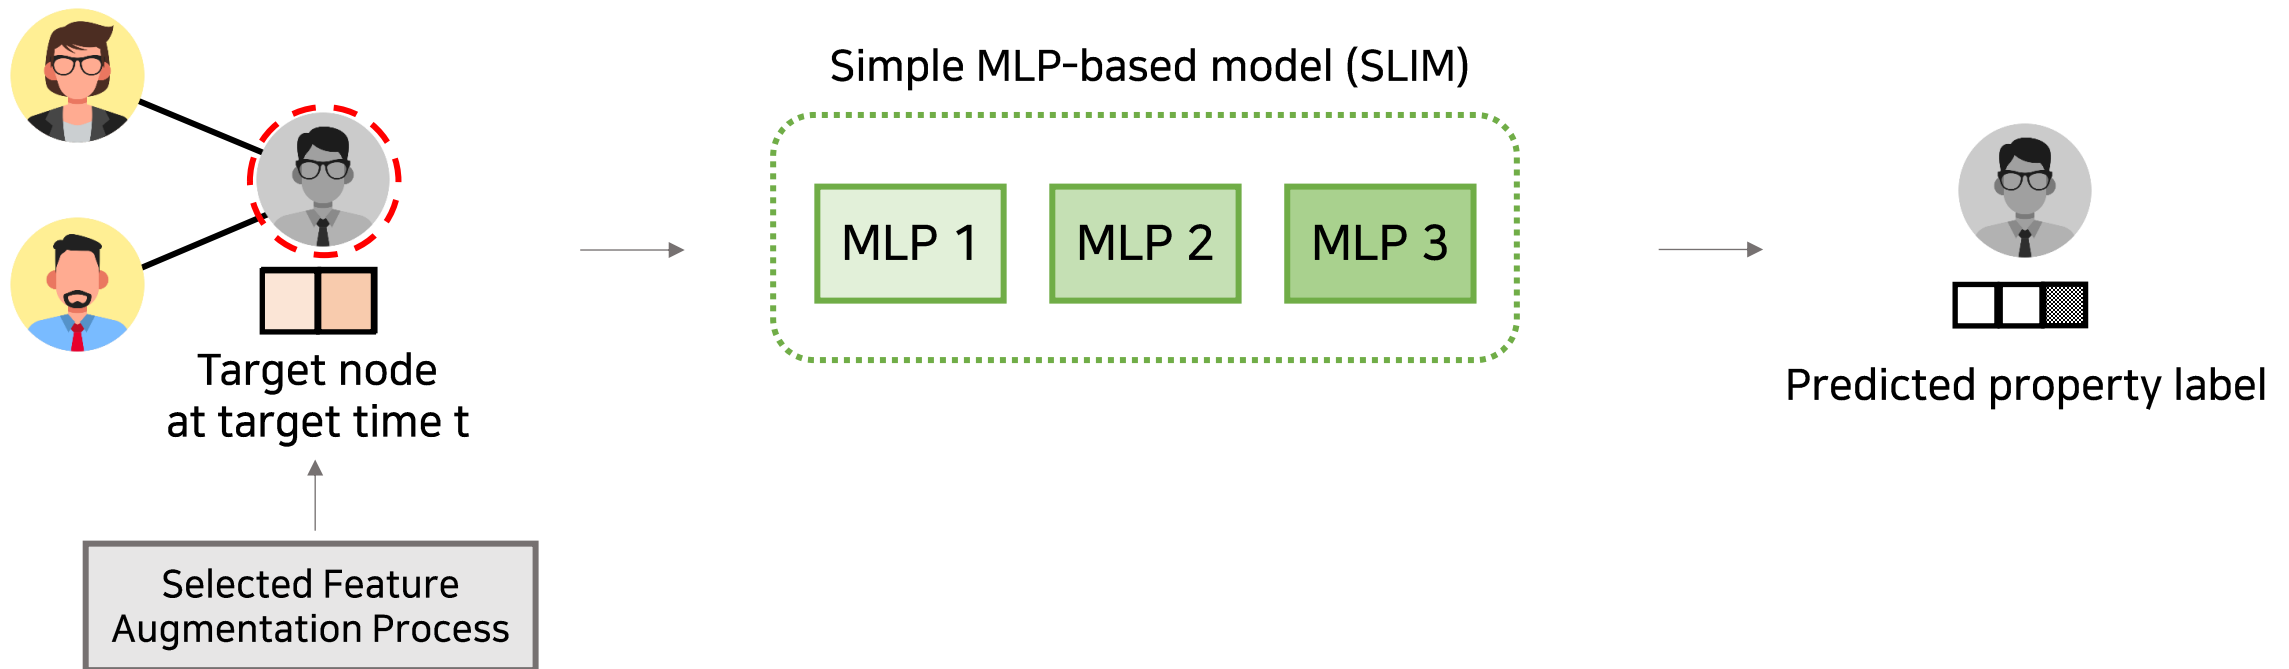 Simple MLP-based model (SLIM)
MLP 1
MLP 2
MLP 3
Target node
at target time t
Predicted property label
Selected Feature
Augmentation Process